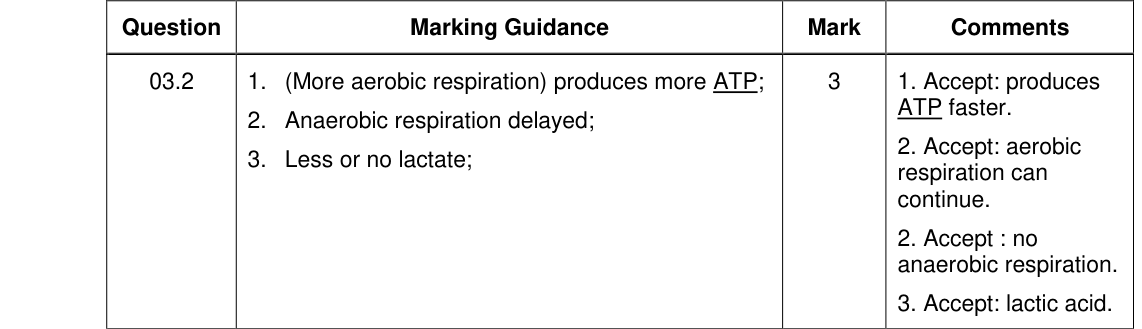 Question Marking Guidance Mark Comments
03.2
1. (More aerobic respiration) produces more ATP;
2. Anaerobic respiration delayed;
3. Less or no lactate;
3
1. Accept: produces
ATP faster.
2. Accept: aerobic
respiration can
continue.
2. Accept : no
anaerobic respiration.
3. Accept: lactic acid.